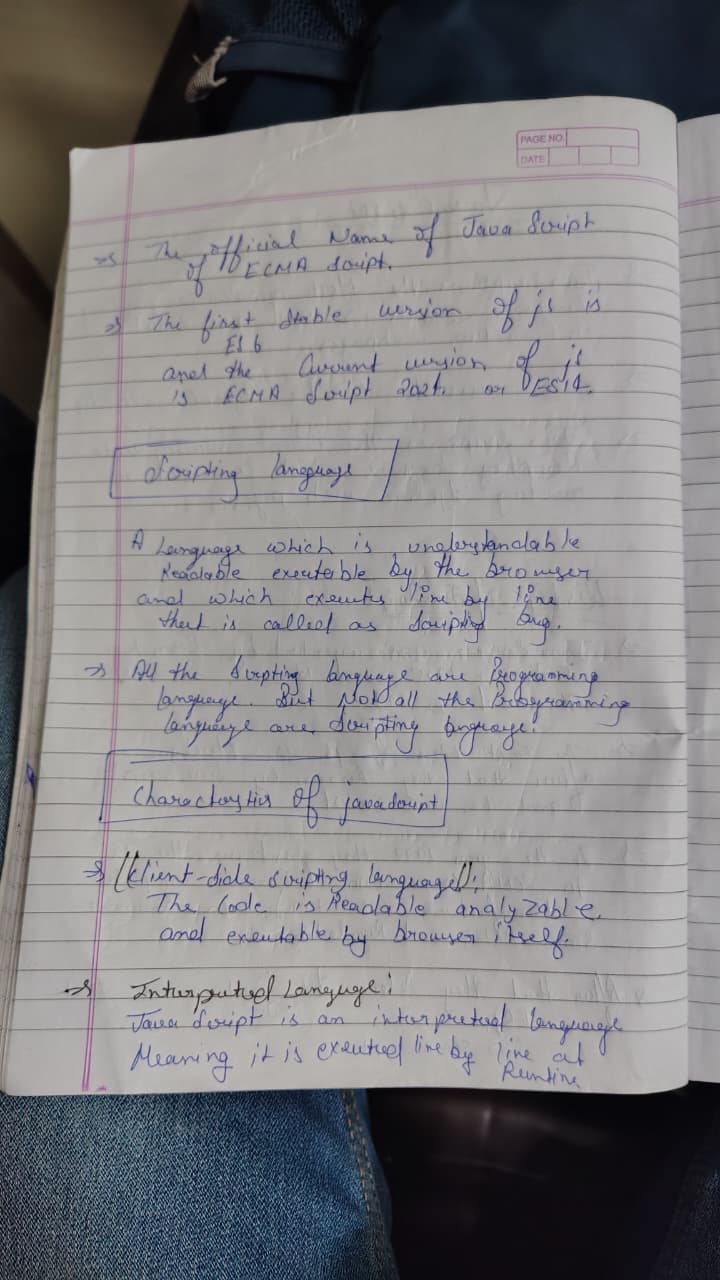 PAGE NO.
DATE
=> The official Name of Java Script
of ECMA Script.
=> The first Stable version of js is
ES 6
and the Current version of js
is ECMA Script 2024 or ES14.
Scripting language
A Language which is understandable
Readable executable by the browser
and which executes line by line
that is called as Scripting lang.
=> All the Scripting language are Programming
language. But Not all the Programming
language are Scripting language.
Characterstics of javascript
=> Client-side scripting language:
The Code is Readable analyzable.
and executable by browser itself.
=> Interpreted Language:
Java Script is an interpreted language
Meaning it is executed line by line at
Runtime